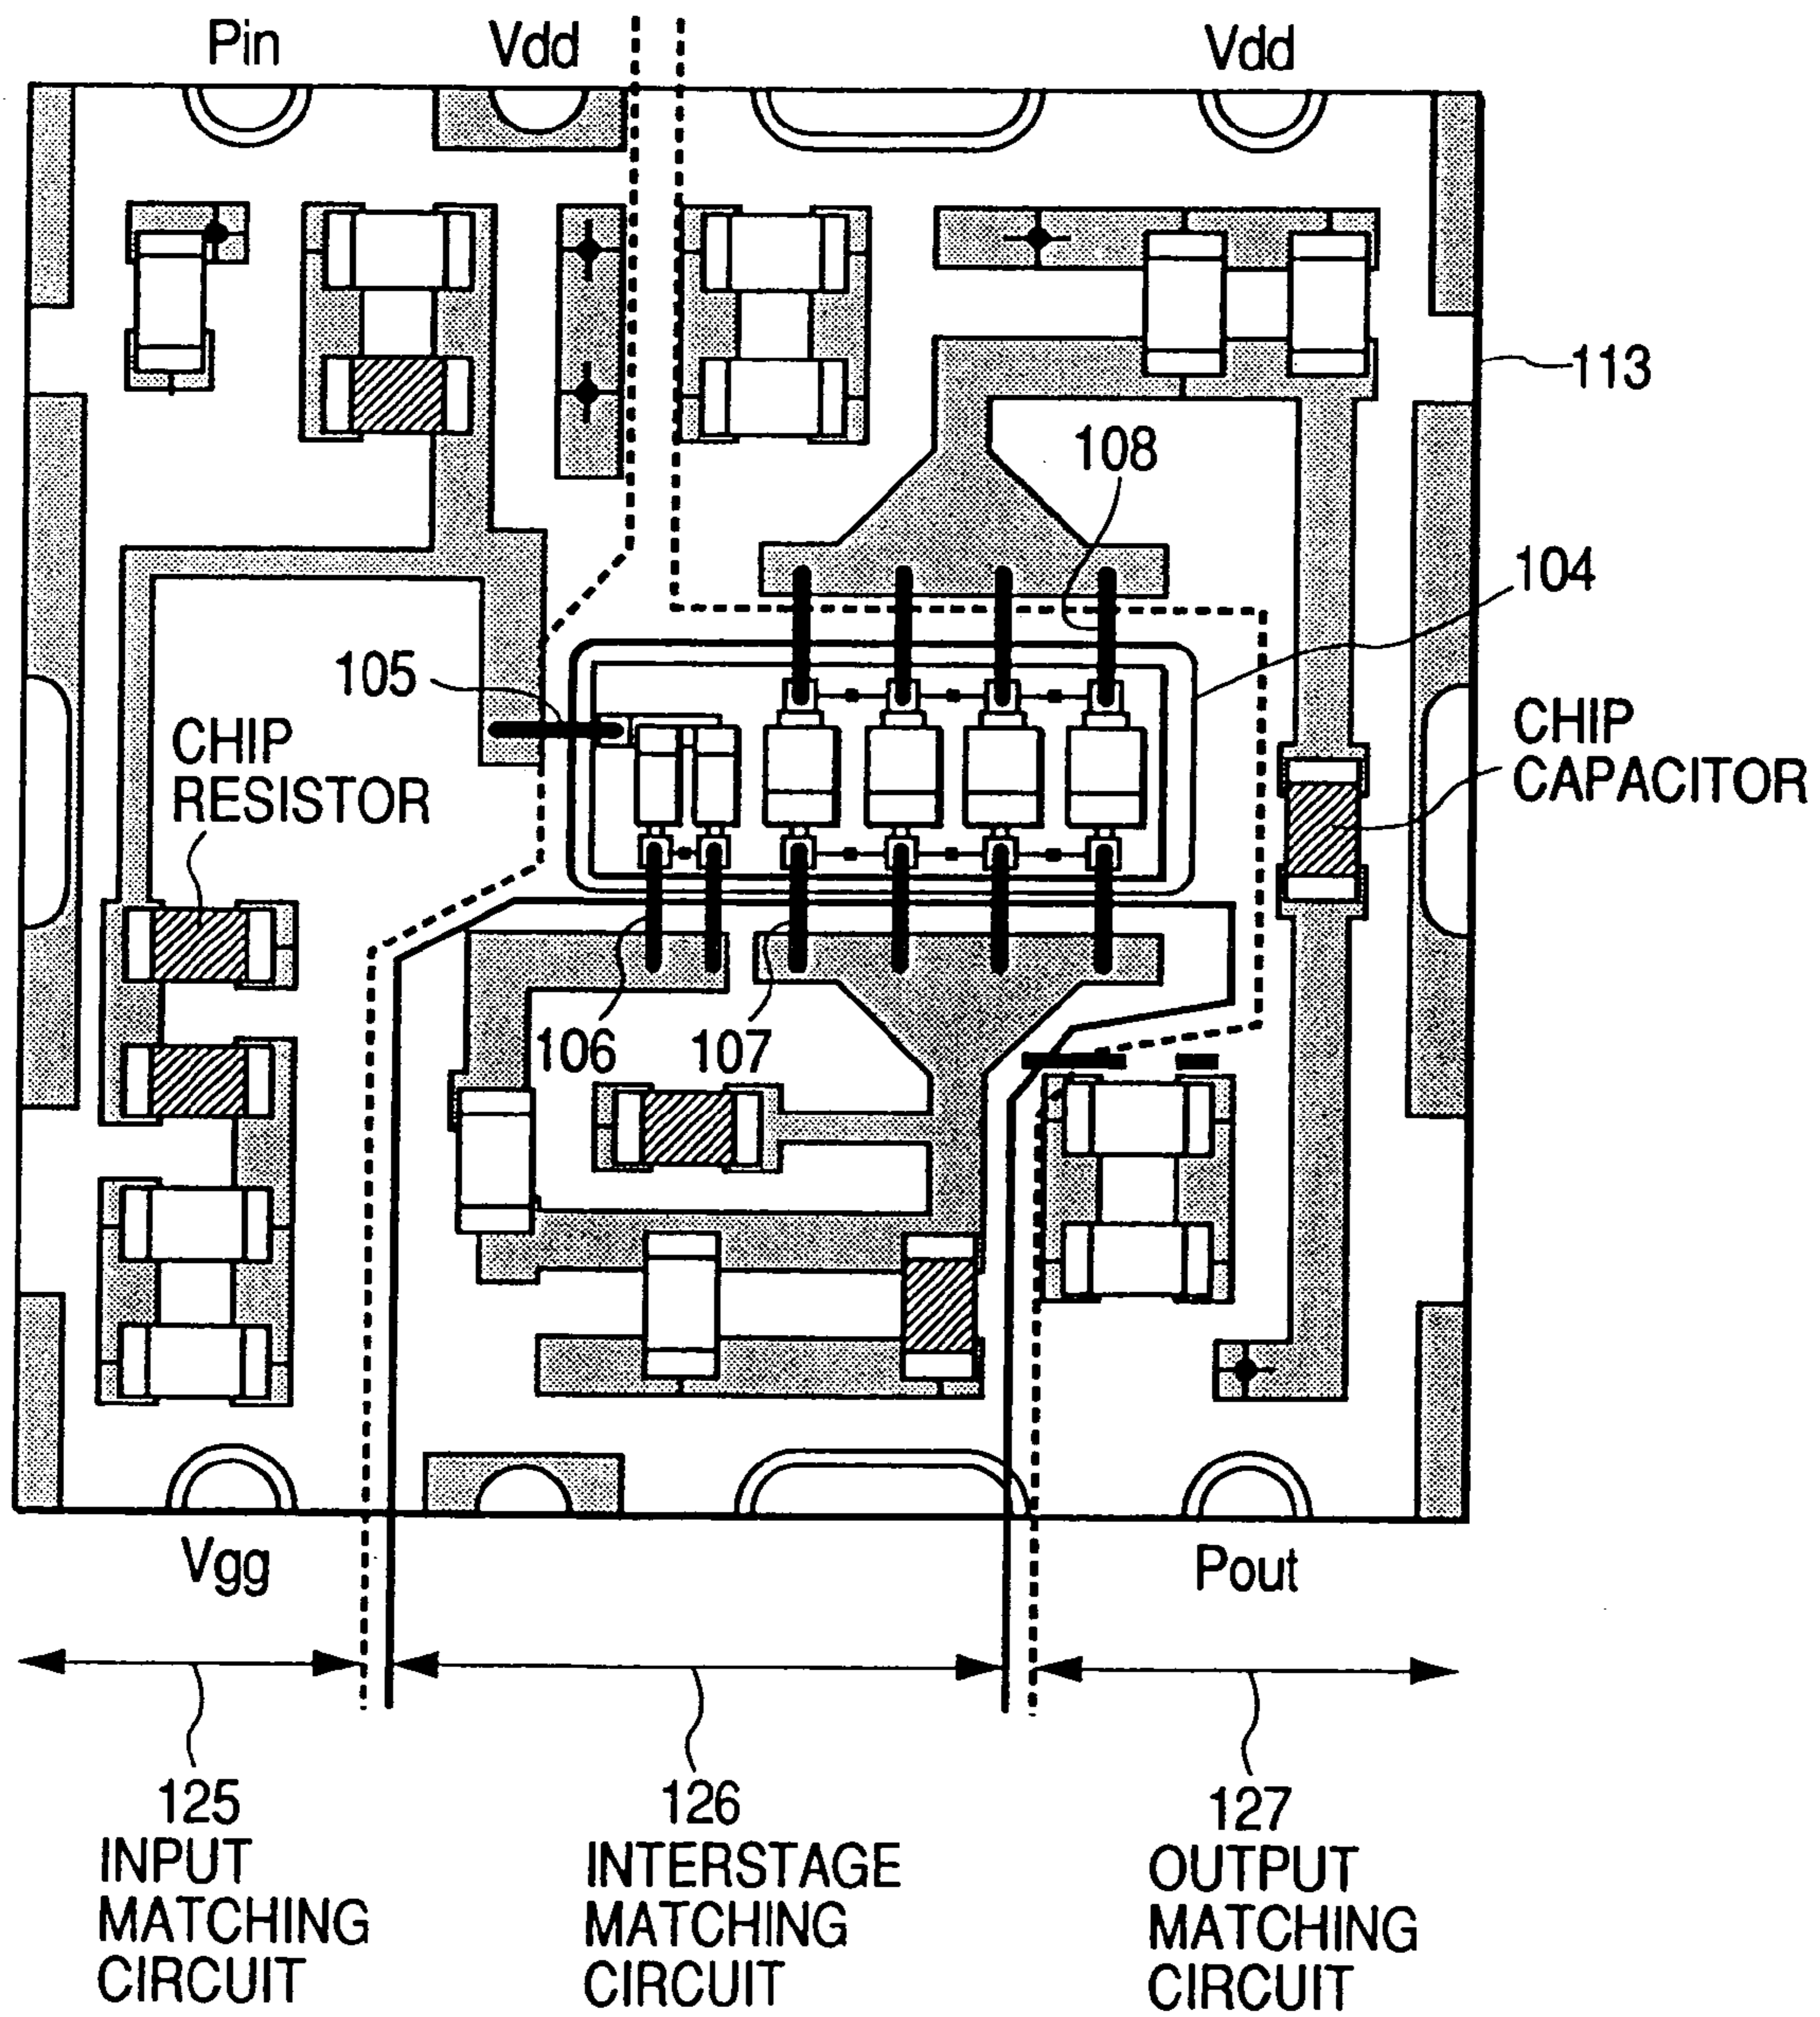 Pin
Vdd
Vdd
113
108
104
105
CHIP
RESISTOR
CHIP
CAPACITOR
106
107
Vgg
Pout
125
INPUT
MATCHING
CIRCUIT
126
INTERSTAGE
MATCHING
CIRCUIT
127
OUTPUT
MATCHING
CIRCUIT